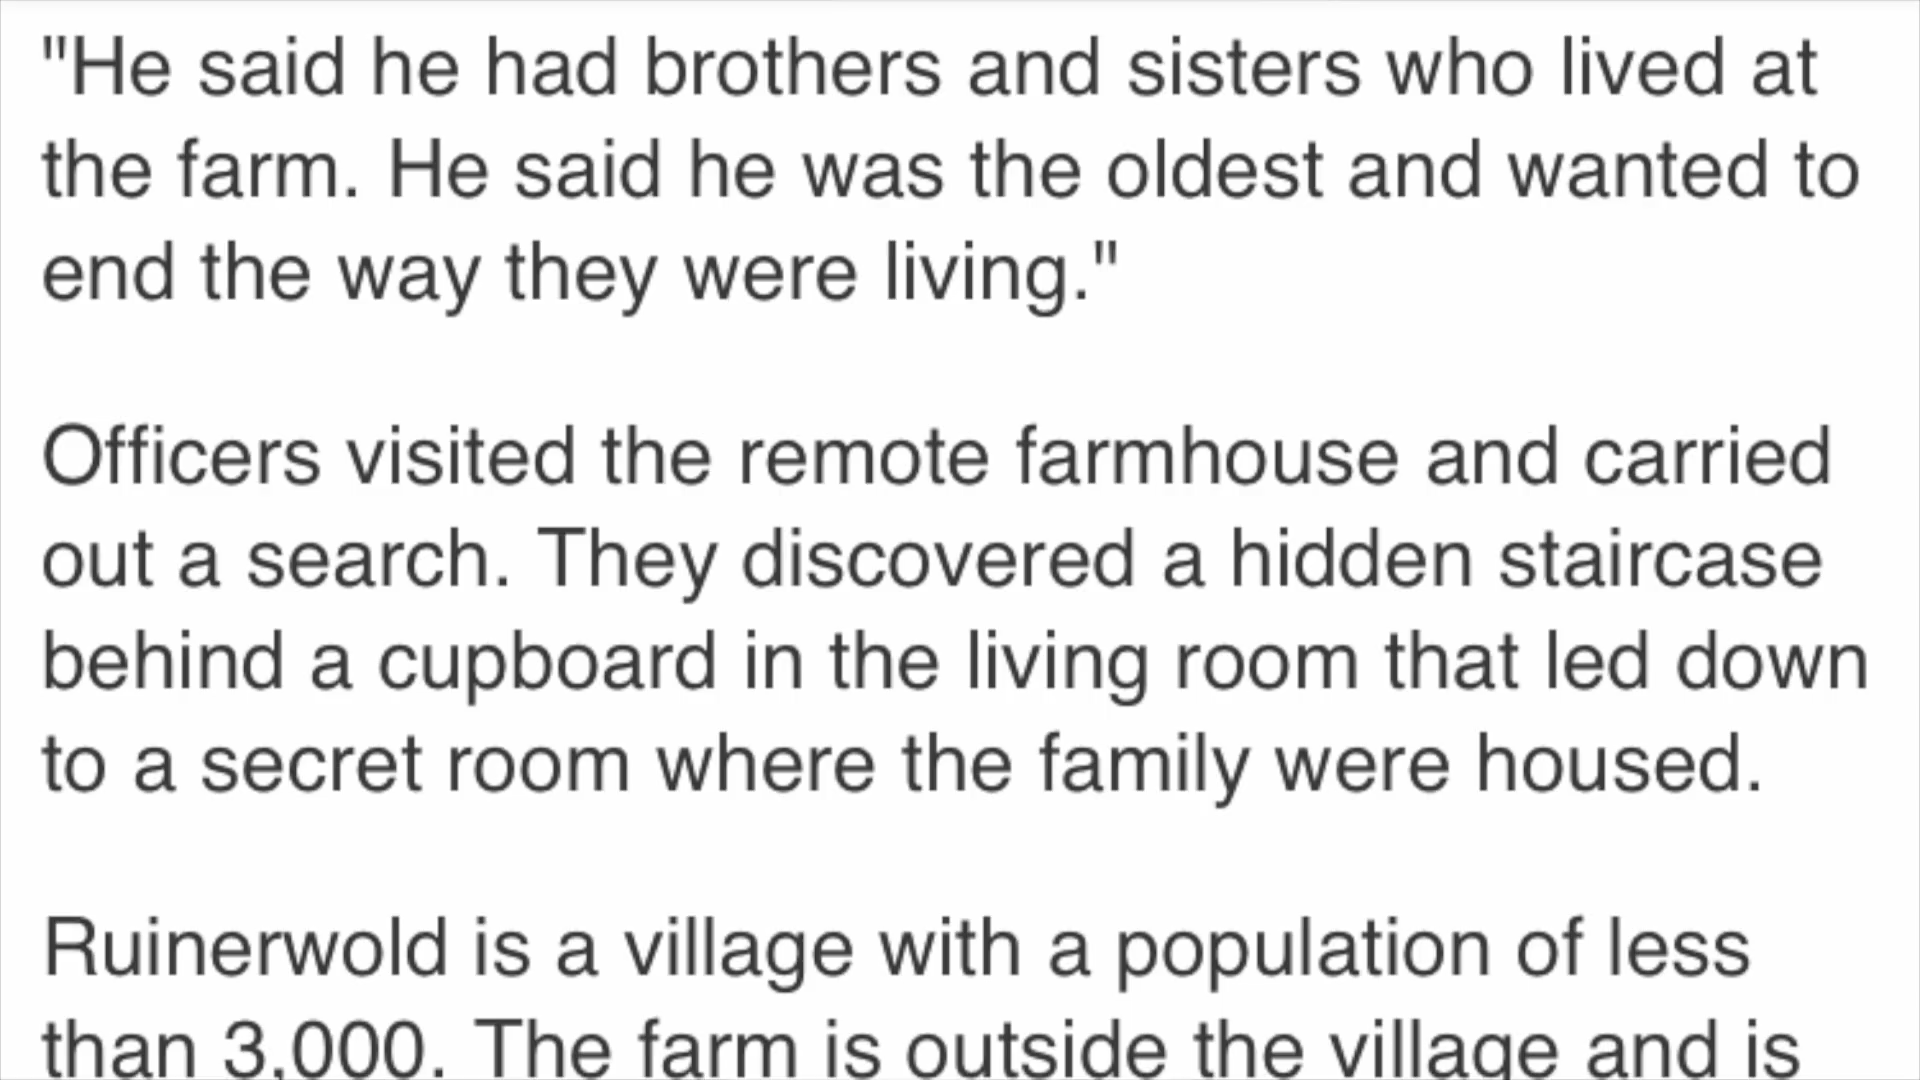 "He said he had brothers and sisters who lived at
the farm. He said he was the oldest and wanted to
end the way they were living."
Officers visited the remote farmhouse and carried
out a search. They discovered a hidden staircase
behind a cupboard in the living room that led down
to a secret room where the family were housed.
Ruinerwold is a village with a population of less
than 3,000. The farm is outside the village and is